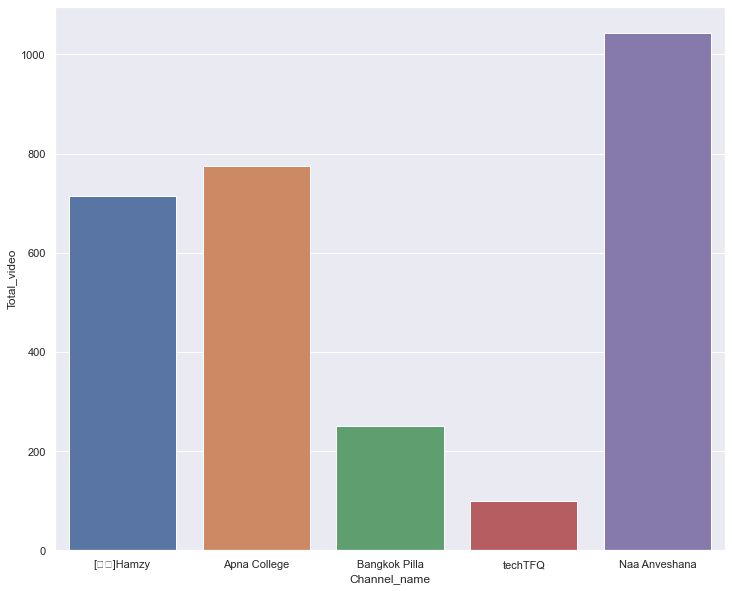 Total_video
1000
800
600
400
200
0
[▯▯]Hamzy
Apna College
Bangkok Pilla
techTFQ
Naa Anveshana
Channel_name